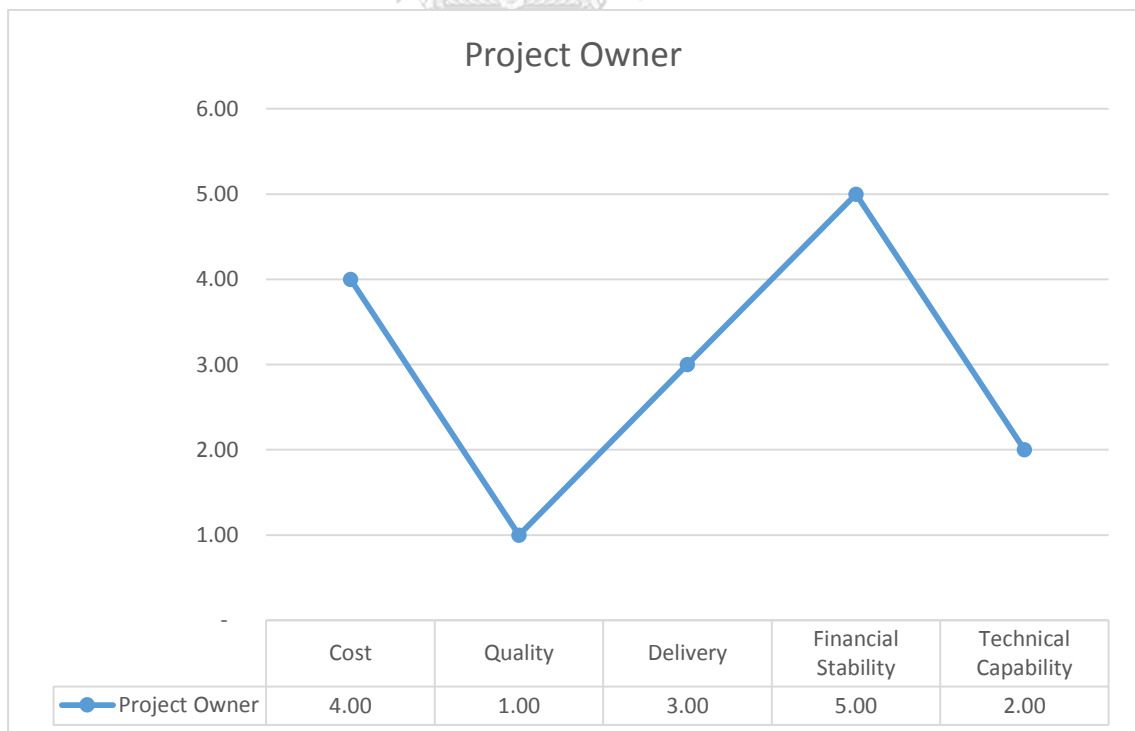 Project Owner
6.00
5.00
4.00
3.00
2.00
1.00
-
Cost Quality Delivery Financial Stability Technical Capability
Project Owner 4.00 1.00 3.00 5.00 2.00